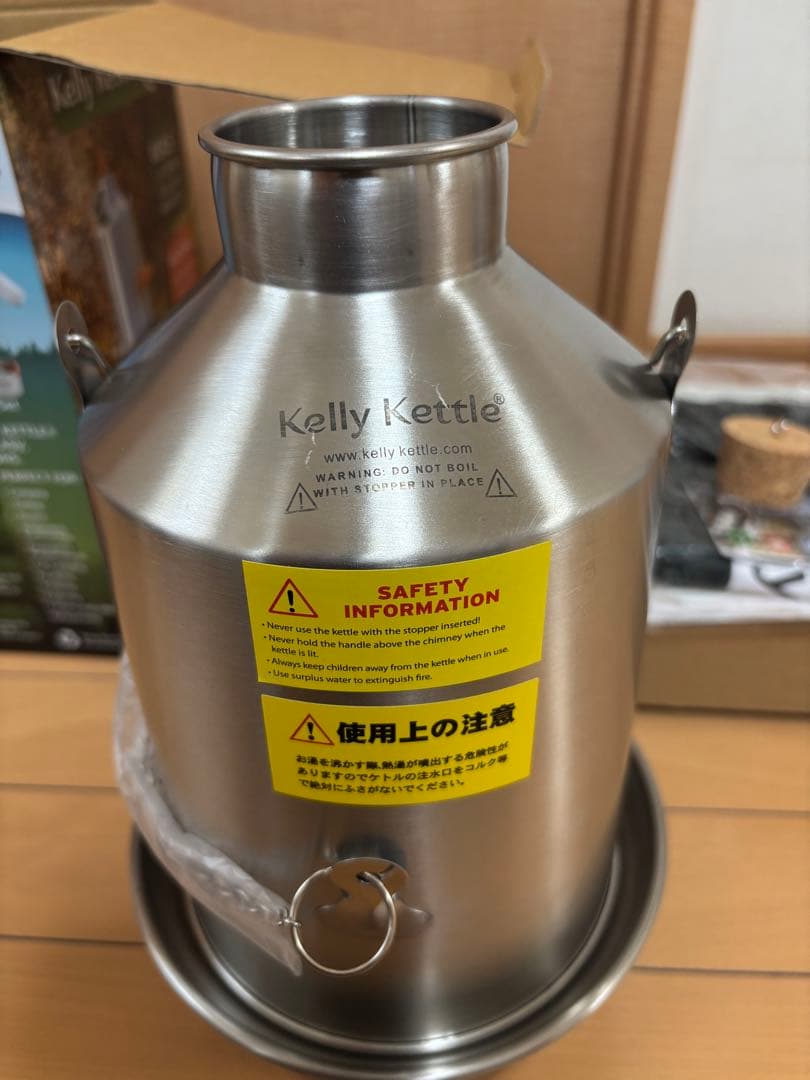 Kelly Kettle
Kelly Kettle®
www.kellykettle.com
WARNING: DO NOT BOIL
WITH STOPPER IN PLACE
SAFETY
INFORMATION
• Never use the kettle with the stopper inserted!
• Never hold the handle above the chimney when the
kettle is lit.
• Always keep children away from the kettle when in use.
• Use surplus water to extinguish fire.
使用上の注意
お湯を沸かす際、熱湯が噴出する危険性が
ありますのでケトルの注水口をコルク等
で絶対にふさがないでください。